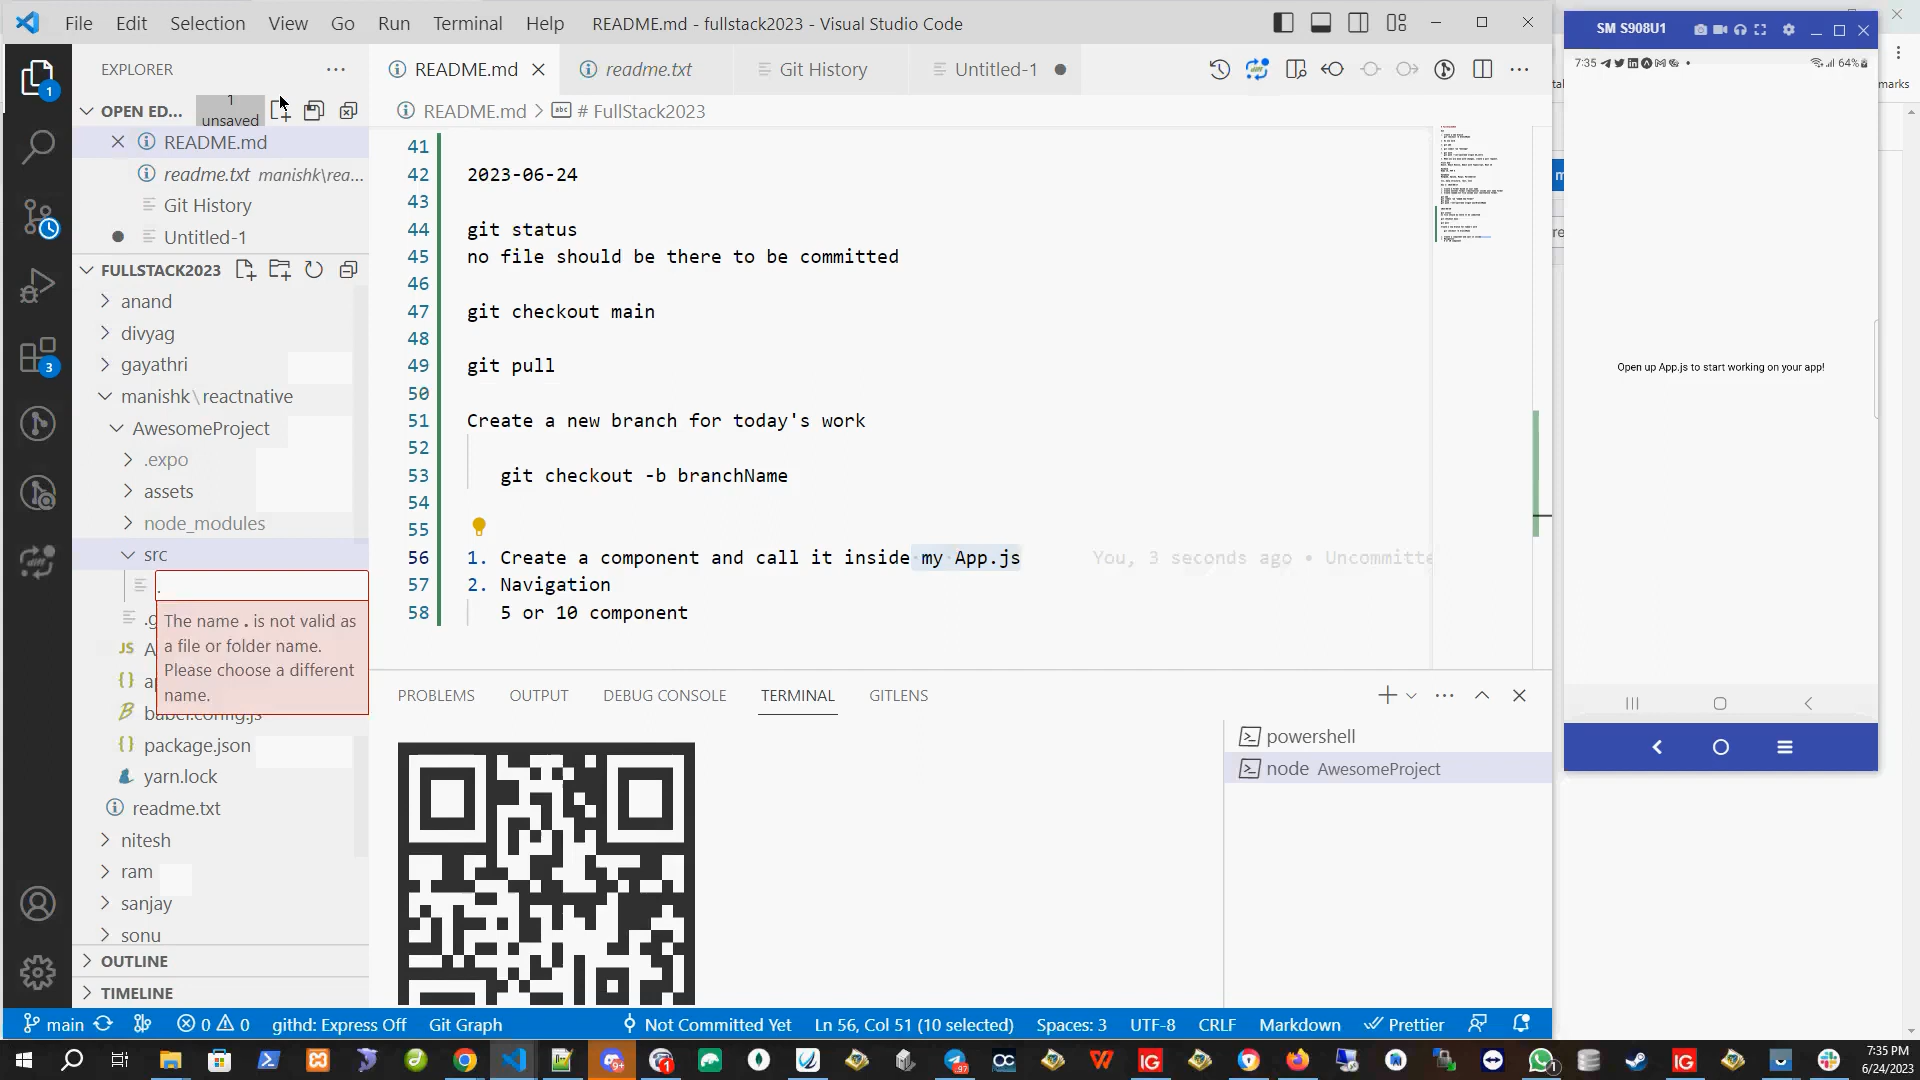 File Edit Selection View Go Run Terminal Help README.md - fullstack2023 - Visual Studio Code
EXPLORER
OPEN ED... 1 unsaved
README.md
readme.txt manishk\rea...
Git History
Untitled-1
FULLSTACK2023
anand
divyag
gayathri
manishk\reactnative
AwesomeProject
.expo
assets
node_modules
src
.
The name . is not valid as
a file or folder name.
Please choose a different
name.
babel.config.js
package.json
yarn.lock
readme.txt
nitesh
ram
sanjay
sonu
OUTLINE
TIMELINE
README.md readme.txt Git History Untitled-1
README.md > # FullStack2023
41
42 2023-06-24
43
44 git status
45 no file should be there to be committed
46
47 git checkout main
48
49 git pull
50
51 Create a new branch for today's work
52
53 git checkout -b branchName
54
55
56 1. Create a component and call it inside my App.js You, 3 seconds ago • Uncommitte
57 2. Navigation
58 5 or 10 component
PROBLEMS OUTPUT DEBUG CONSOLE TERMINAL GITLENS
powershell
node AwesomeProject
main 0 0 githd: Express Off Git Graph Not Committed Yet Ln 56, Col 51 (10 selected) Spaces: 3 UTF-8 CRLF Markdown Prettier
SM S908U1
7:35 64%
Open up App.js to start working on your app!
marks
7:35 PM
6/24/2023